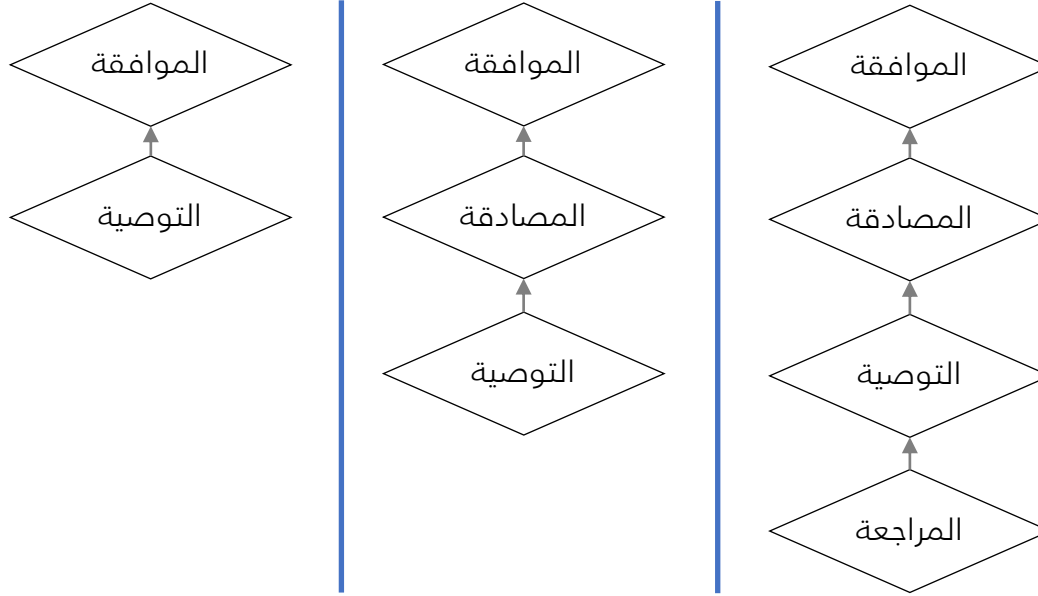 الموافقة
المصادقة
التوصية
المراجعة
الموافقة
المصادقة
التوصية
الموافقة
التوصية